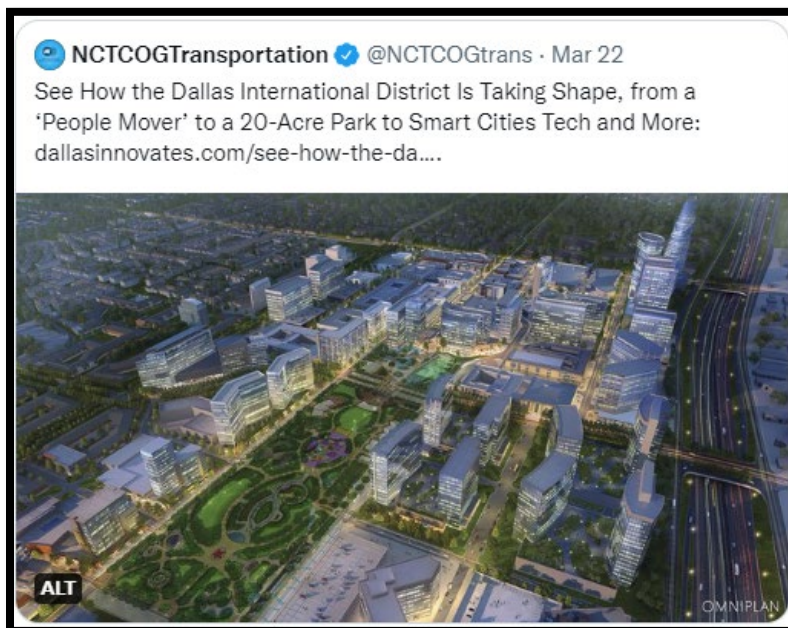 NCTCOGTransportation @NCTCOGtrans · Mar 22
See How the Dallas International District Is Taking Shape, from a
‘People Mover’ to a 20-Acre Park to Smart Cities Tech and More:
dallasinnovates.com/see-how-the-da….
ALT
OMNIPLAN